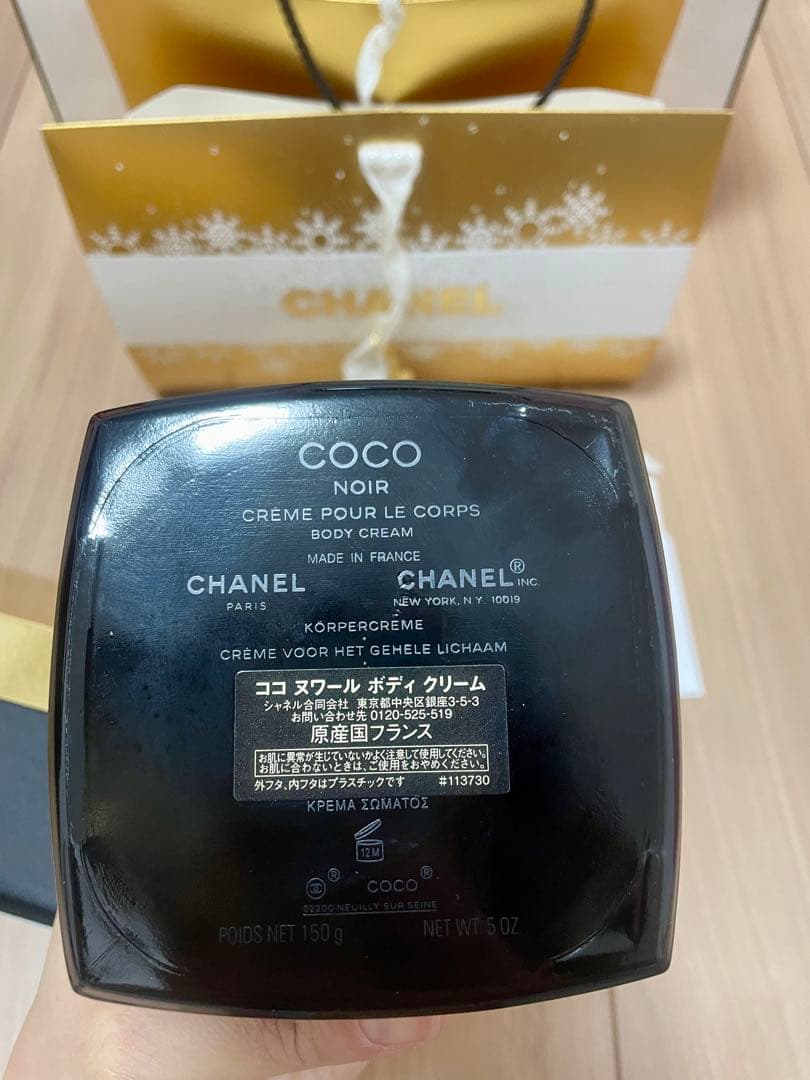 CHANEL
COCO
NOIR
CRÈME POUR LE CORPS
BODY CREAM
MADE IN FRANCE
CHANEL CHANEL® INC.
PARIS NEW YORK, N.Y. 10019
KÖRPERCREME
CRÈME VOOR HET GEHELE LICHAAM
ココ ヌワール ボディ クリーム
シャネル合同会社 東京都中央区銀座3-5-3
お問い合わせ先 0120-525-519
原産国フランス
お肌に異常が生じていないかよく注意して使用してください。
お肌に合わないときは、ご使用をおやめください。
外フタ、内フタはプラスチックです #113730
ΚΡΕΜΑ ΣΩΜΑΤΟΣ
12M
® COCO®
92200 NEUILLY SUR SEINE
POIDS NET 150 g NET WT. 5 OZ